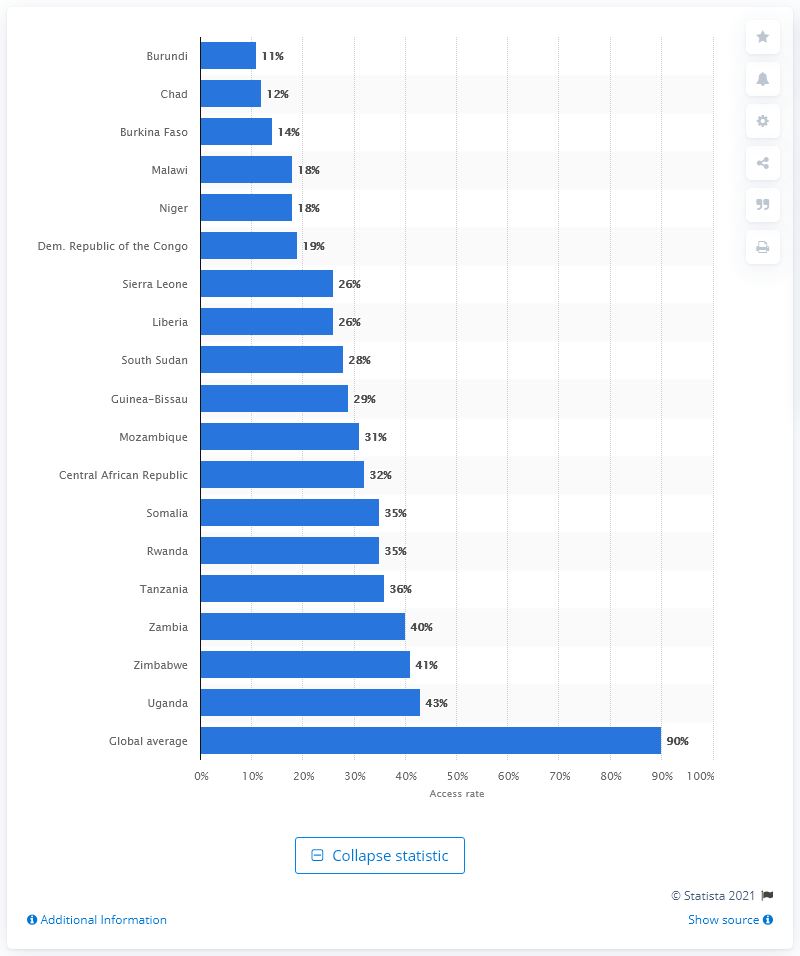 Burundi 11%
Chad 12%
Burkina Faso 14%
Malawi 18%
Niger 18%
Dem. Republic of the Congo 19%
Sierra Leone 26%
Liberia 26%
South Sudan 28%
Guinea-Bissau 29%
Mozambique 31%
Central African Republic 32%
Somalia 35%
Rwanda 35%
Tanzania 36%
Zambia 40%
Zimbabwe 41%
Uganda 43%
Global average 90%
0% 10% 20% 30% 40% 50% 60% 70% 80% 90% 100%
Access rate
Collapse statistic
© Statista 2021
Additional Information Show source